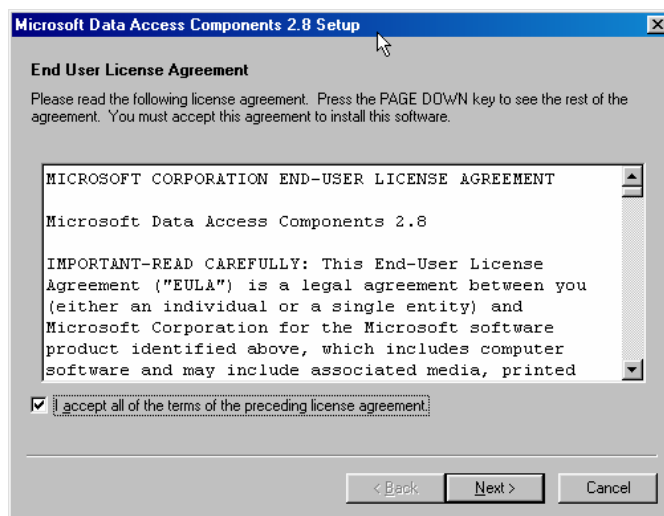 Microsoft Data Access Components 2.8 Setup
End User License Agreement
Please read the following license agreement. Press the PAGE DOWN key to see the rest of the
agreement. You must accept this agreement to install this software.
MICROSOFT CORPORATION END-USER LICENSE AGREEMENT
Microsoft Data Access Components 2.8
IMPORTANT-READ CAREFULLY: This End-User License
Agreement ("EULA") is a legal agreement between you
(either an individual or a single entity) and
Microsoft Corporation for the Microsoft software
product identified above, which includes computer
software and may include associated media, printed
I accept all of the terms of the preceding license agreement.
< Back Next > Cancel